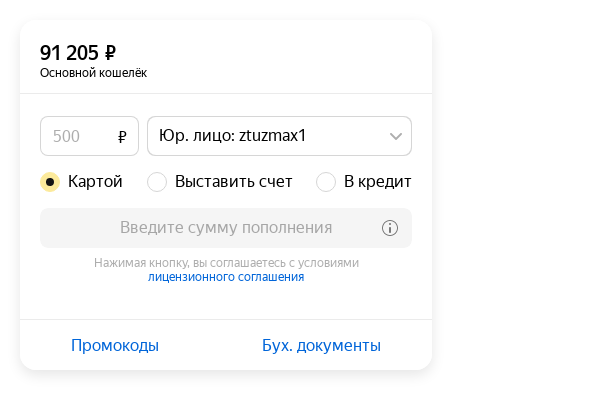 91 205 ₽
Основной кошелёк
500 ₽
Юр. лицо: ztuzmax1
Картой
Выставить счет
В кредит
Введите сумму пополнения
Нажимая кнопку, вы соглашаетесь с условиями
лицензионного соглашения
Промокоды
Бух. документы